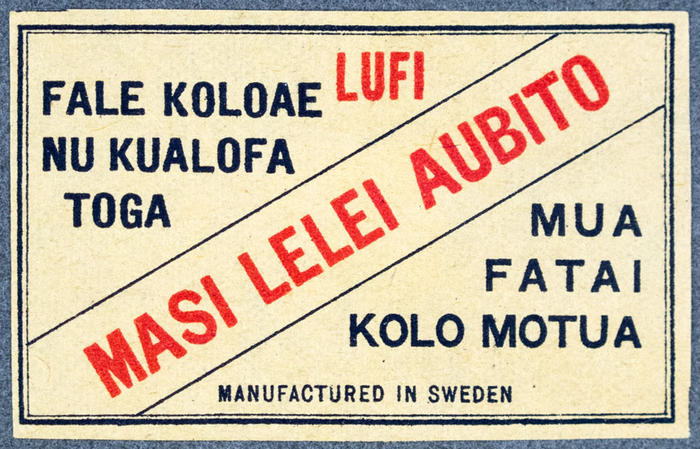 FALE KOLOAE LUFI
NU KUALOFA
TOGA
MASI LELEI AUBITO
MUA
FATAI
KOLO MOTUA
MANUFACTURED IN SWEDEN